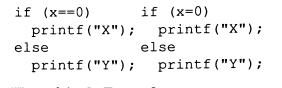 if (x==0)      if (x=0)
  printf("X");   printf("X");
else           else
  printf("Y");   printf("Y");